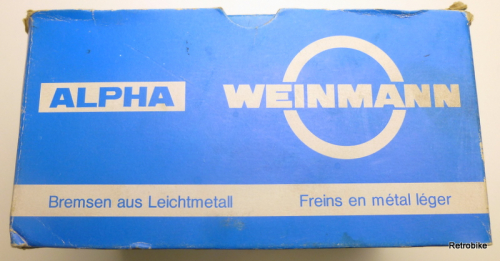 ALPHA
WEINMANN
Bremsen aus Leichtmetall
Freins en métal léger
Retrobike